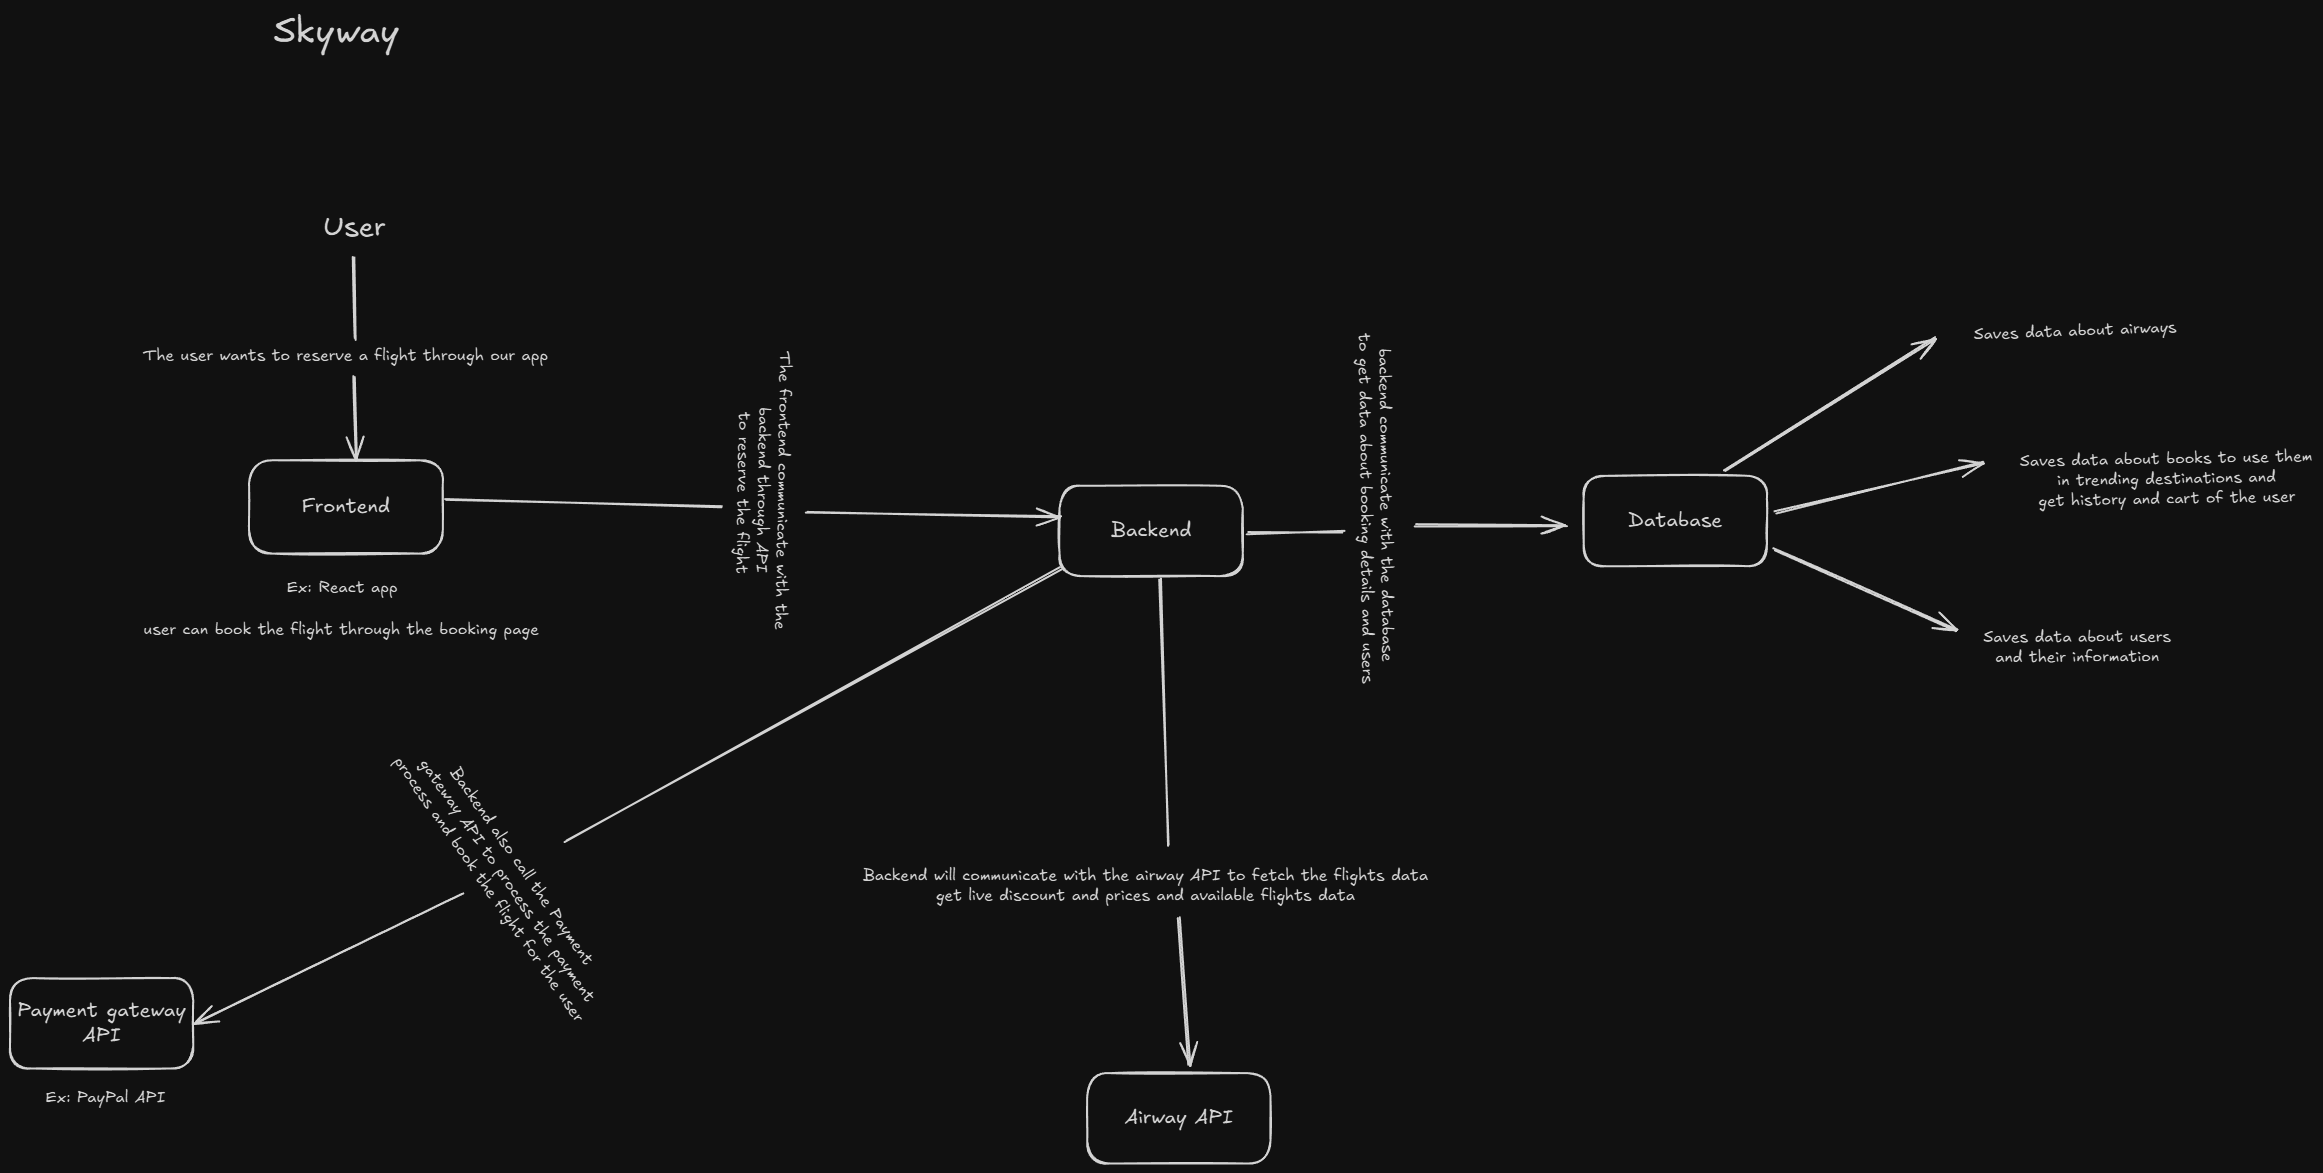 Skyway
User
The user wants to reserve a flight through our app
Frontend
Ex: React app
user can book the flight through the booking page
The frontend communicate with the
backend through API
to reserve the flight
Backend
backend communicate with the database
to get data about booking details and users
Database
Saves data about airways
Saves data about books to use them
in trending destinations and
get history and cart of the user
Saves data about users
and their information
Backend also call the Payment
gateway API to process the payment
process and book the flight for the user
Payment gateway
API
Ex: PayPal API
Backend will communicate with the airway API to fetch the flights data
get live discount and prices and available flights data
Airway API